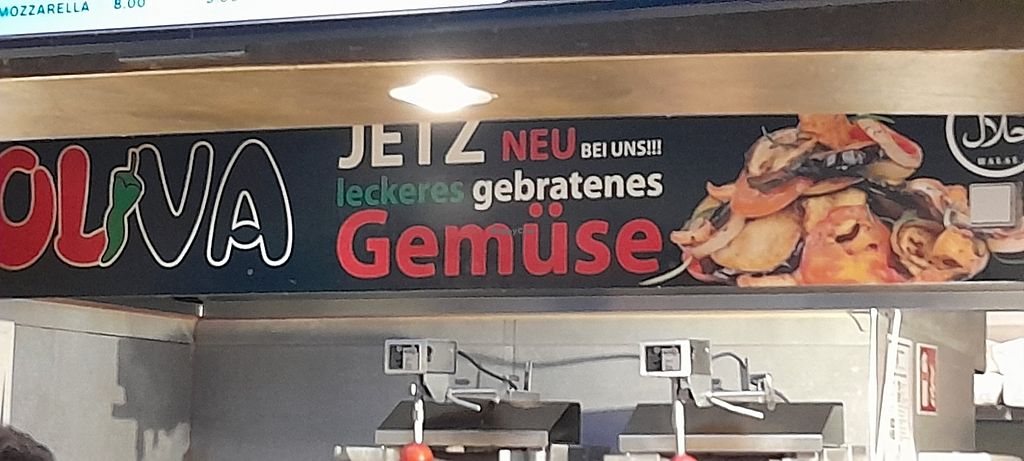 MOZZARELLA 8.00
OLIVA
JETZ NEU BEI UNS!!!
leckeres gebratenes
Gemüse
حلال
HALAL